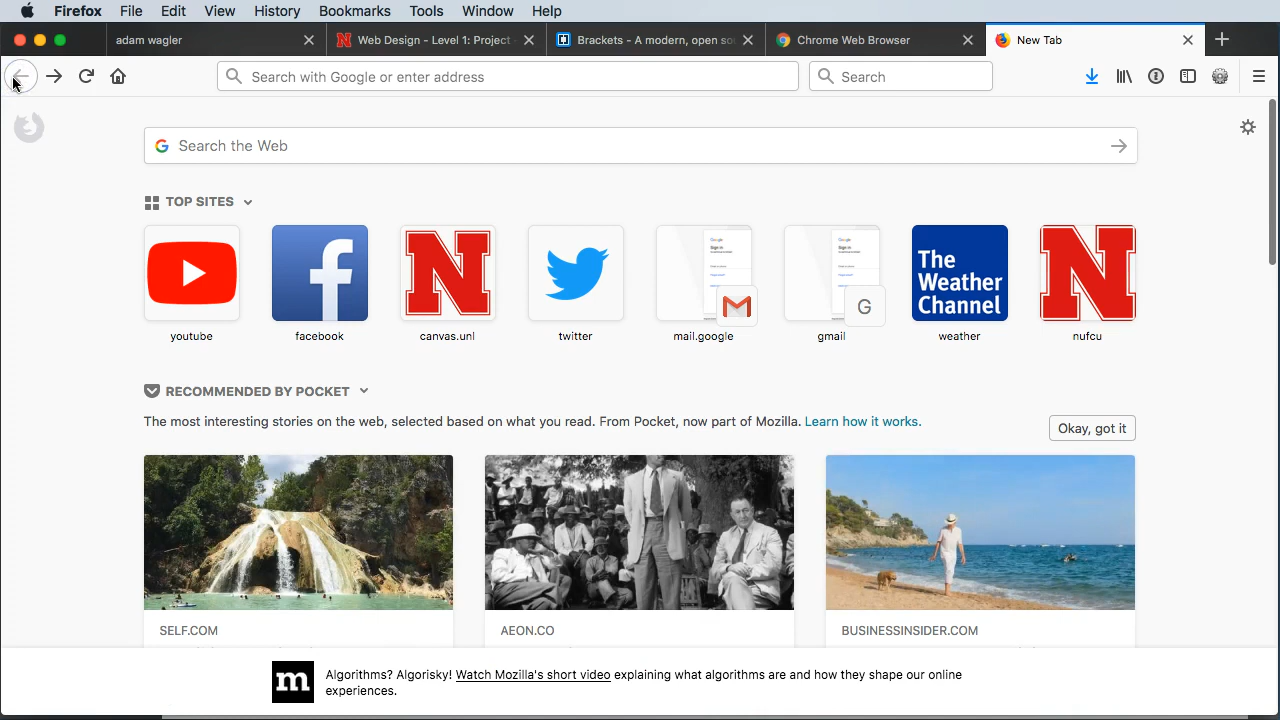 Firefox File Edit View History Bookmarks Tools Window Help
adam wagler
Web Design - Level 1: Project
Brackets - A modern, open so
Chrome Web Browser
New Tab
Search with Google or enter address
Search
Search the Web
TOP SITES
The
Weather
Channel
youtube facebook canvas.unl twitter mail.google gmail weather nufcu
RECOMMENDED BY POCKET
The most interesting stories on the web, selected based on what you read. From Pocket, now part of Mozilla. Learn how it works.
Okay, got it
SELF.COM
AEON.CO
BUSINESSINSIDER.COM
m
Algorithms? Algorisky! Watch Mozilla's short video explaining what algorithms are and how they shape our online
experiences.